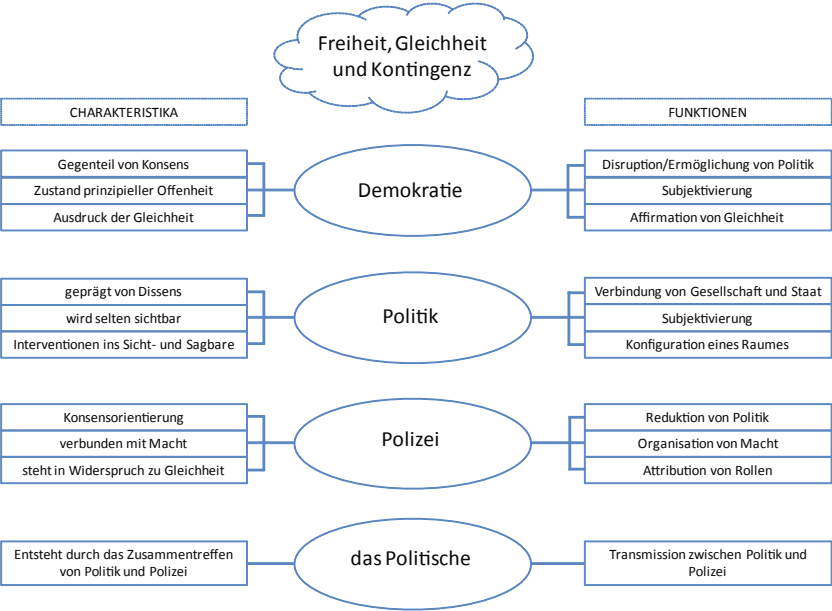 Freiheit, Gleichheit
und Kontingenz
CHARAKTERISTIKA
FUNKTIONEN
Gegenteil von Konsens
Zustand prinzipieller Offenheit
Ausdruck der Gleichheit
Demokratie
Disruption/Ermöglichung von Politik
Subjektivierung
Affirmation von Gleichheit
geprägt von Dissens
wird selten sichtbar
Interventionen ins Sicht- und Sagbare
Politik
Verbindung von Gesellschaft und Staat
Subjektivierung
Konfiguration eines Raumes
Konsensorientierung
verbunden mit Macht
steht in Widerspruch zu Gleichheit
Polizei
Reduktion von Politik
Organisation von Macht
Attribution von Rollen
Entsteht durch das Zusammentreffen
von Politik und Polizei
das Politische
Transmission zwischen Politik und
Polizei